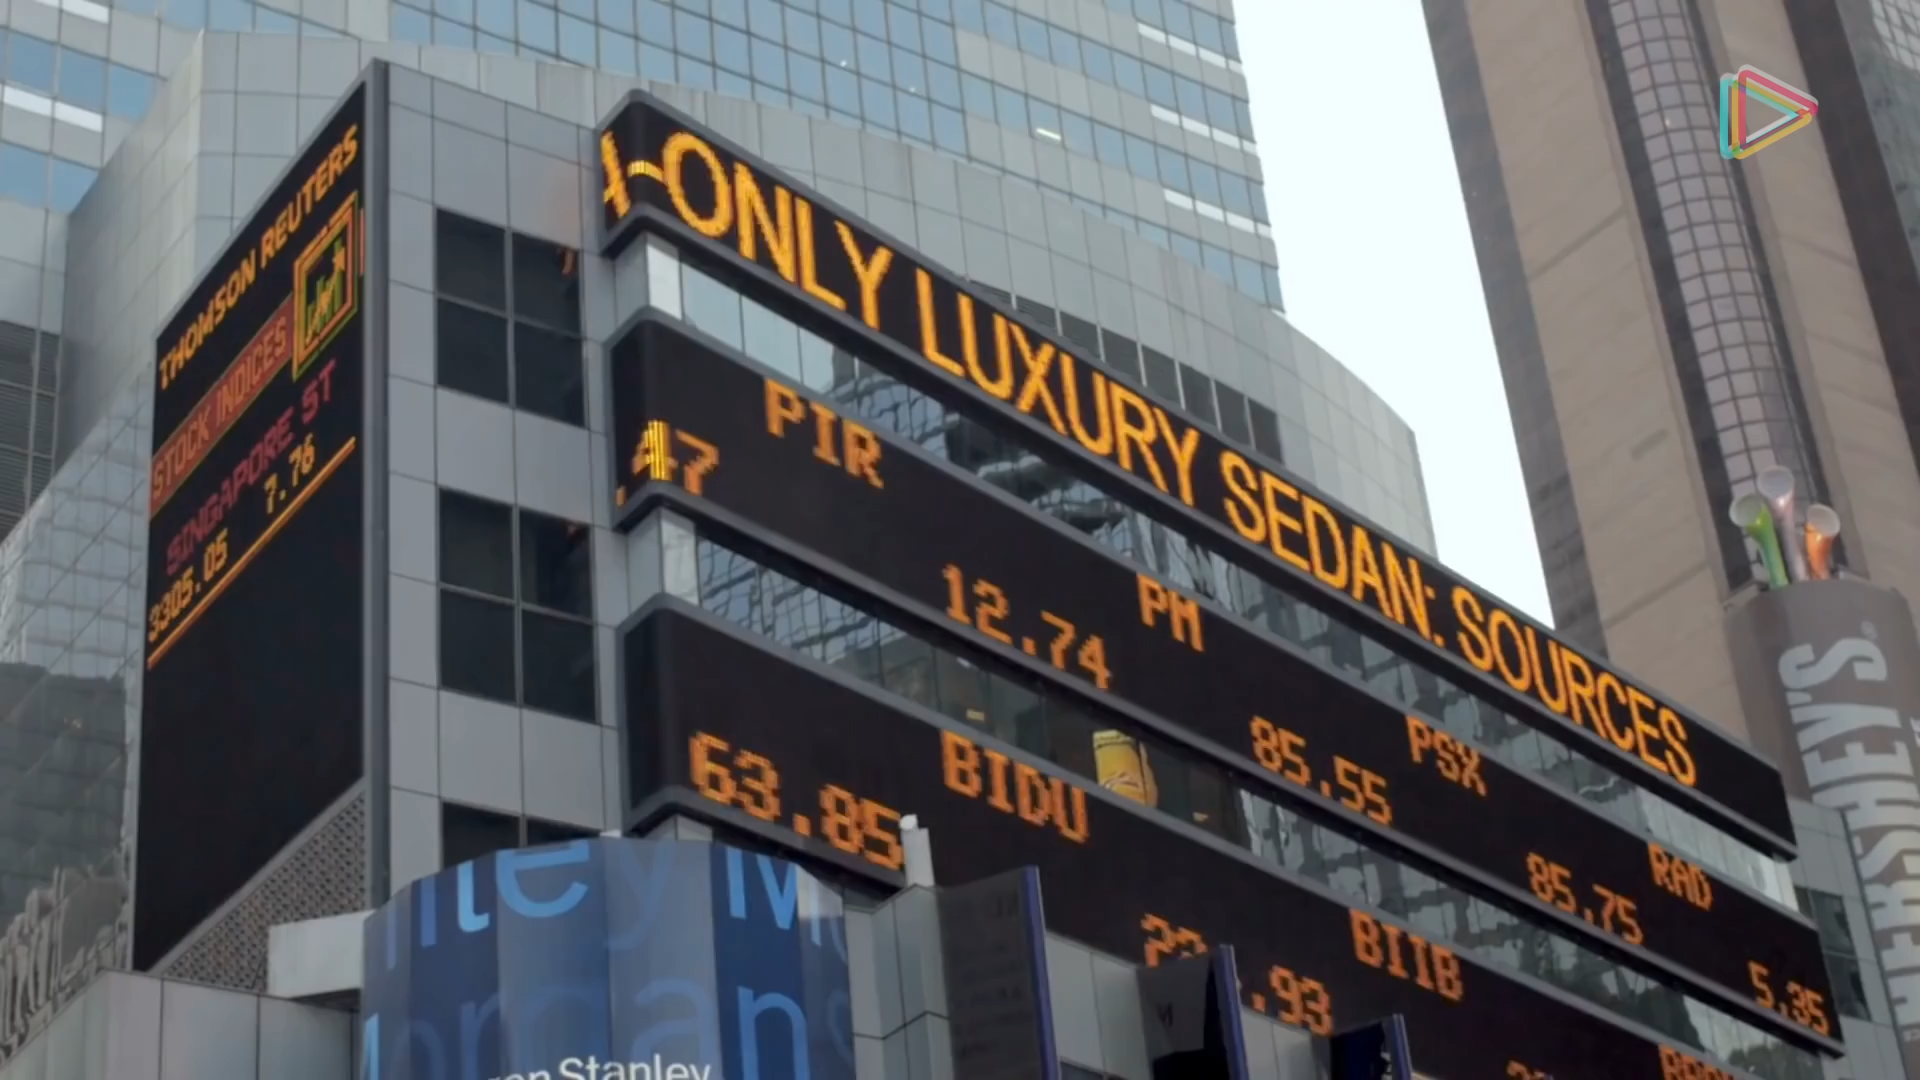 THOMSON REUTERS
STOCK INDICES
SINGAPORE ST
3305.05 7.76
-ONLY LUXURY SEDAN: SOURCES
47 PIR 12.74 PM 85.55 PSX 85.75 RAD 5.35
63.85 BIDU .93 BIIB
HERSHEY'S
Stanley